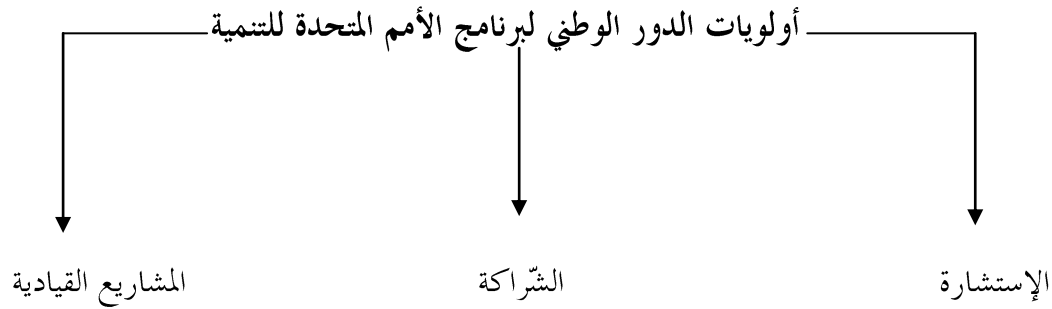 أولويات الدور الوطني لبرنامج الأمم المتحدة للتنمية
الإستشارة
الشّراكة
المشاريع القيادية